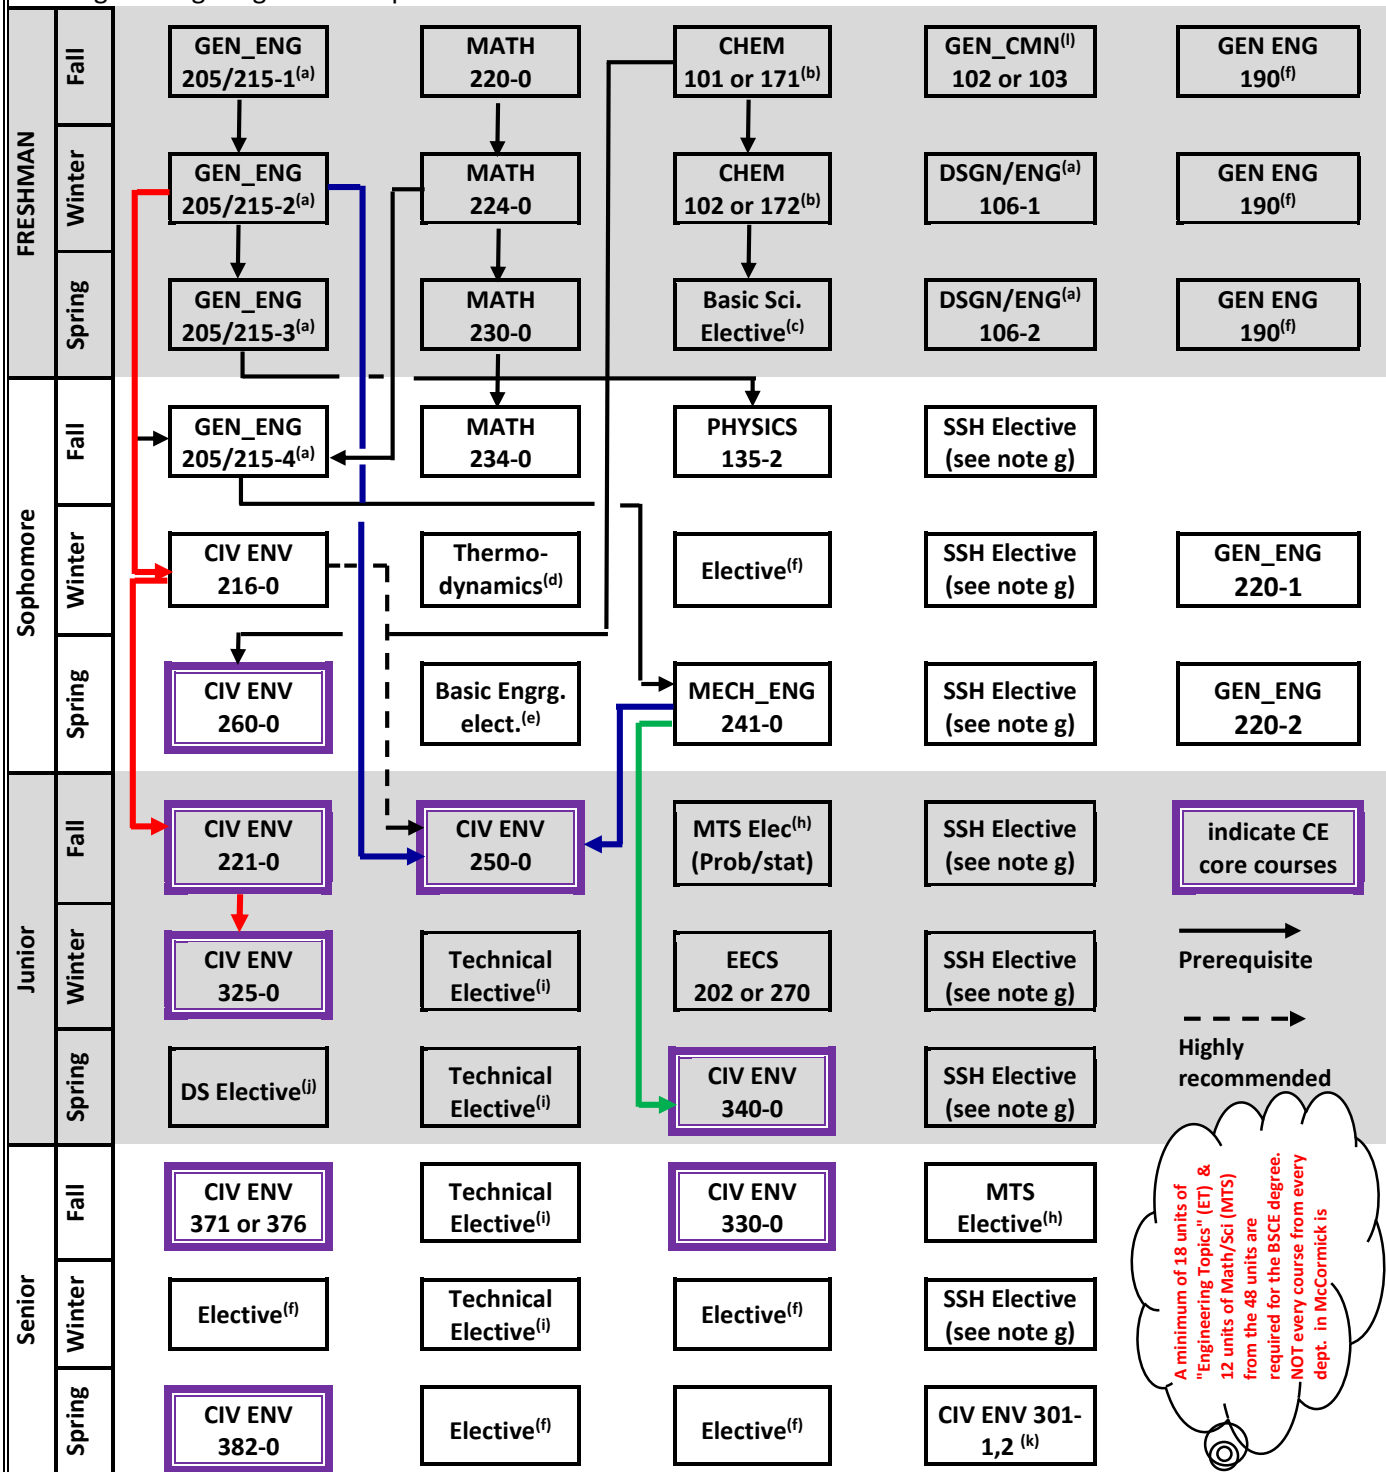 FRESHMAN
Fall
GEN_ENG
205/215-1(a)
MATH
220-0
CHEM
101 or 171(b)
GEN_CMN(l)
102 or 103
GEN ENG
190(f)
Winter
GEN_ENG
205/215-2(a)
MATH
224-0
CHEM
102 or 172(b)
DSGN/ENG(a)
106-1
GEN ENG
190(f)
Spring
GEN_ENG
205/215-3(a)
MATH
230-0
Basic Sci.
Elective(c)
DSGN/ENG(a)
106-2
GEN ENG
190(f)
Sophomore
Fall
GEN_ENG
205/215-4(a)
MATH
234-0
PHYSICS
135-2
SSH Elective
(see note g)
Winter
CIV ENV
216-0
Thermo-
dynamics(d)
Elective(f)
SSH Elective
(see note g)
GEN_ENG
220-1
Spring
CIV ENV
260-0
Basic Engrg.
elect.(e)
MECH_ENG
241-0
SSH Elective
(see note g)
GEN_ENG
220-2
Junior
Fall
CIV ENV
221-0
CIV ENV
250-0
MTS Elec(h)
(Prob/stat)
SSH Elective
(see note g)
indicate CE
core courses
Winter
CIV ENV
325-0
Technical
Elective(i)
EECS
202 or 270
SSH Elective
(see note g)
Prerequisite
Spring
DS Elective(j)
Technical
Elective(i)
CIV ENV
340-0
SSH Elective
(see note g)
Highly
recommended
Senior
Fall
CIV ENV
371 or 376
Technical
Elective(i)
CIV ENV
330-0
MTS
Elective(h)
Winter
Elective(f)
Technical
Elective(i)
Elective(f)
SSH Elective
(see note g)
Spring
CIV ENV
382-0
Elective(f)
Elective(f)
CIV ENV 301-
1,2 (k)
A minimum of 18 units of
"Engineering Topics" (ET) &
12 units of Math/Sci (MTS)
from the 48 units are
required for the BSCE degree.
NOT every course from every
dept. in McCormick is